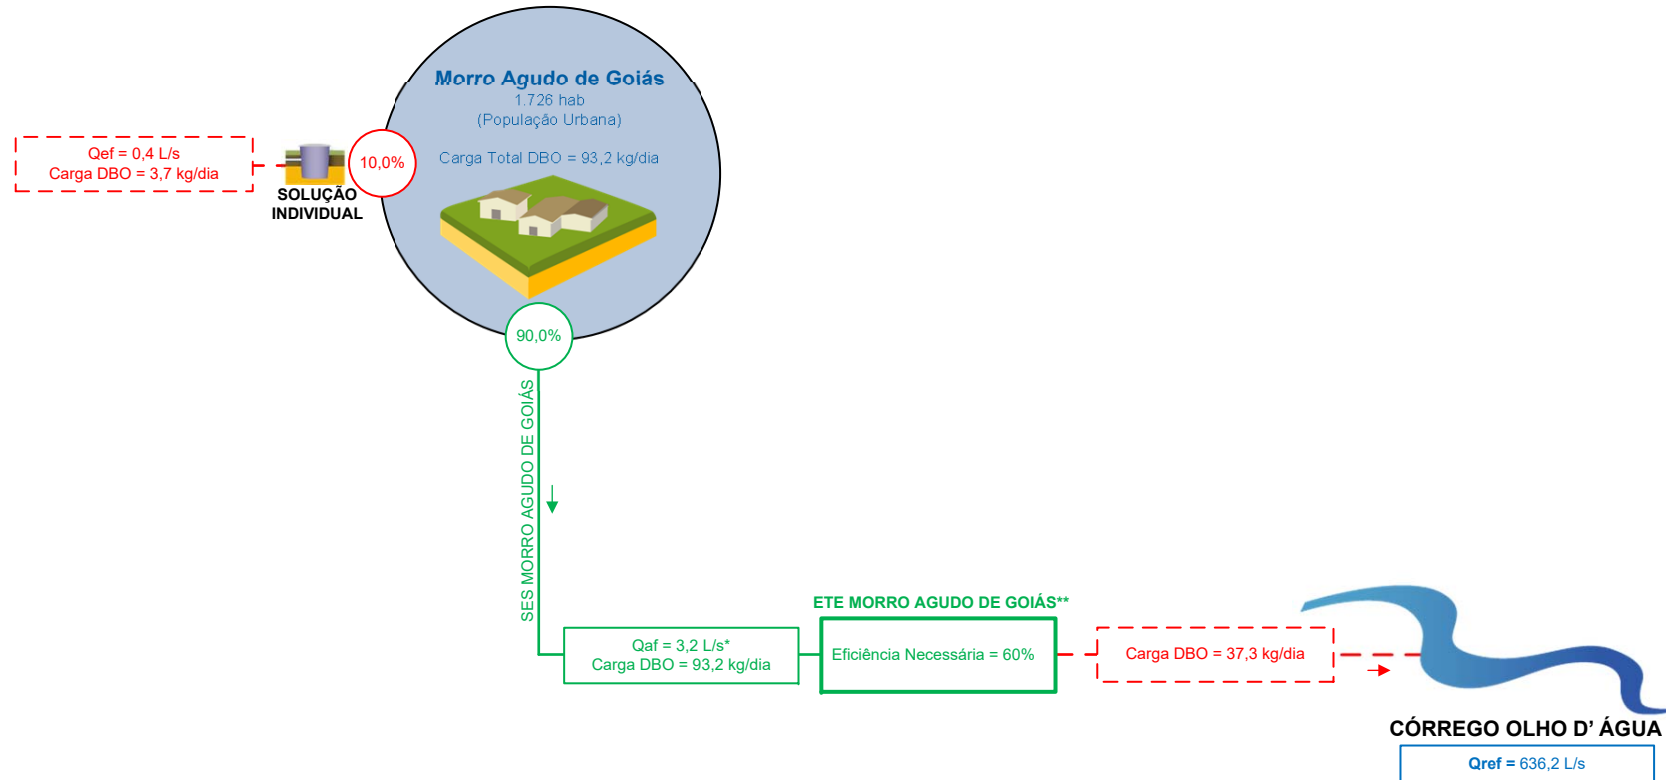 Morro Agudo de Goiás
1.726 hab
(População Urbana)
Carga Total DBO = 93,2 kg/dia
Qef = 0,4 L/s
Carga DBO = 3,7 kg/dia
10,0%
SOLUÇÃO
INDIVIDUAL
90,0%
SES MORRO AGUDO DE GOIÁS
Qaf = 3,2 L/s*
Carga DBO = 93,2 kg/dia
ETE MORRO AGUDO DE GOIÁS**
Eficiência Necessária = 60%
Carga DBO = 37,3 kg/dia
CÓRREGO OLHO D' ÁGUA
Qref = 636,2 L/s